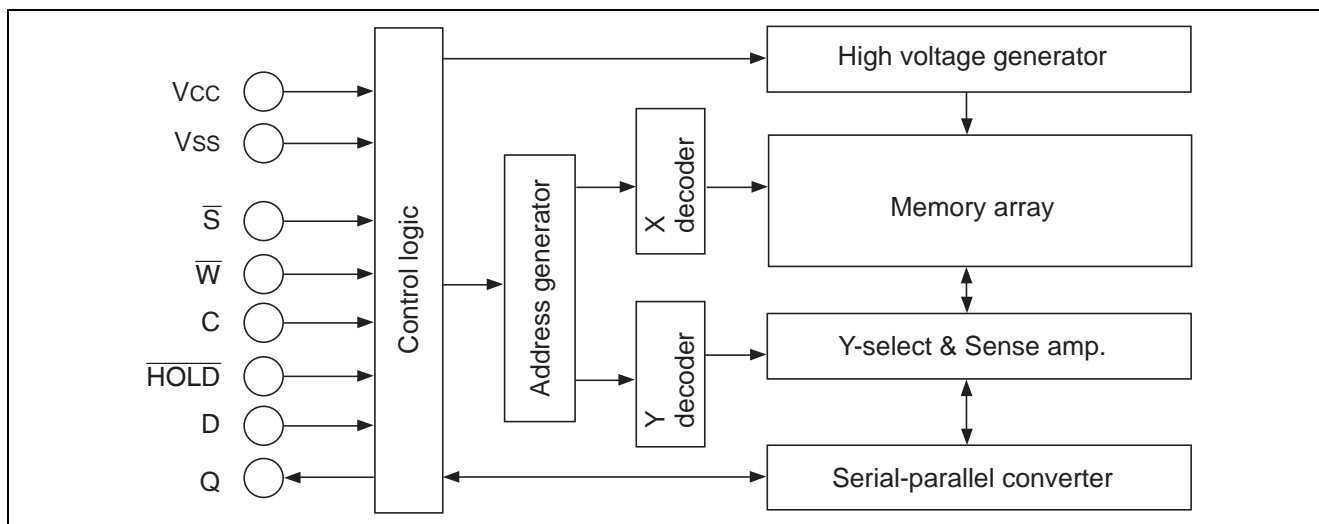 VCC
VSS
S̅
W̅
C
H̅O̅L̅D̅
D
Q
Control logic
Address generator
X
decoder
Y
decoder
High voltage generator
Memory array
Y-select & Sense amp.
Serial-parallel converter